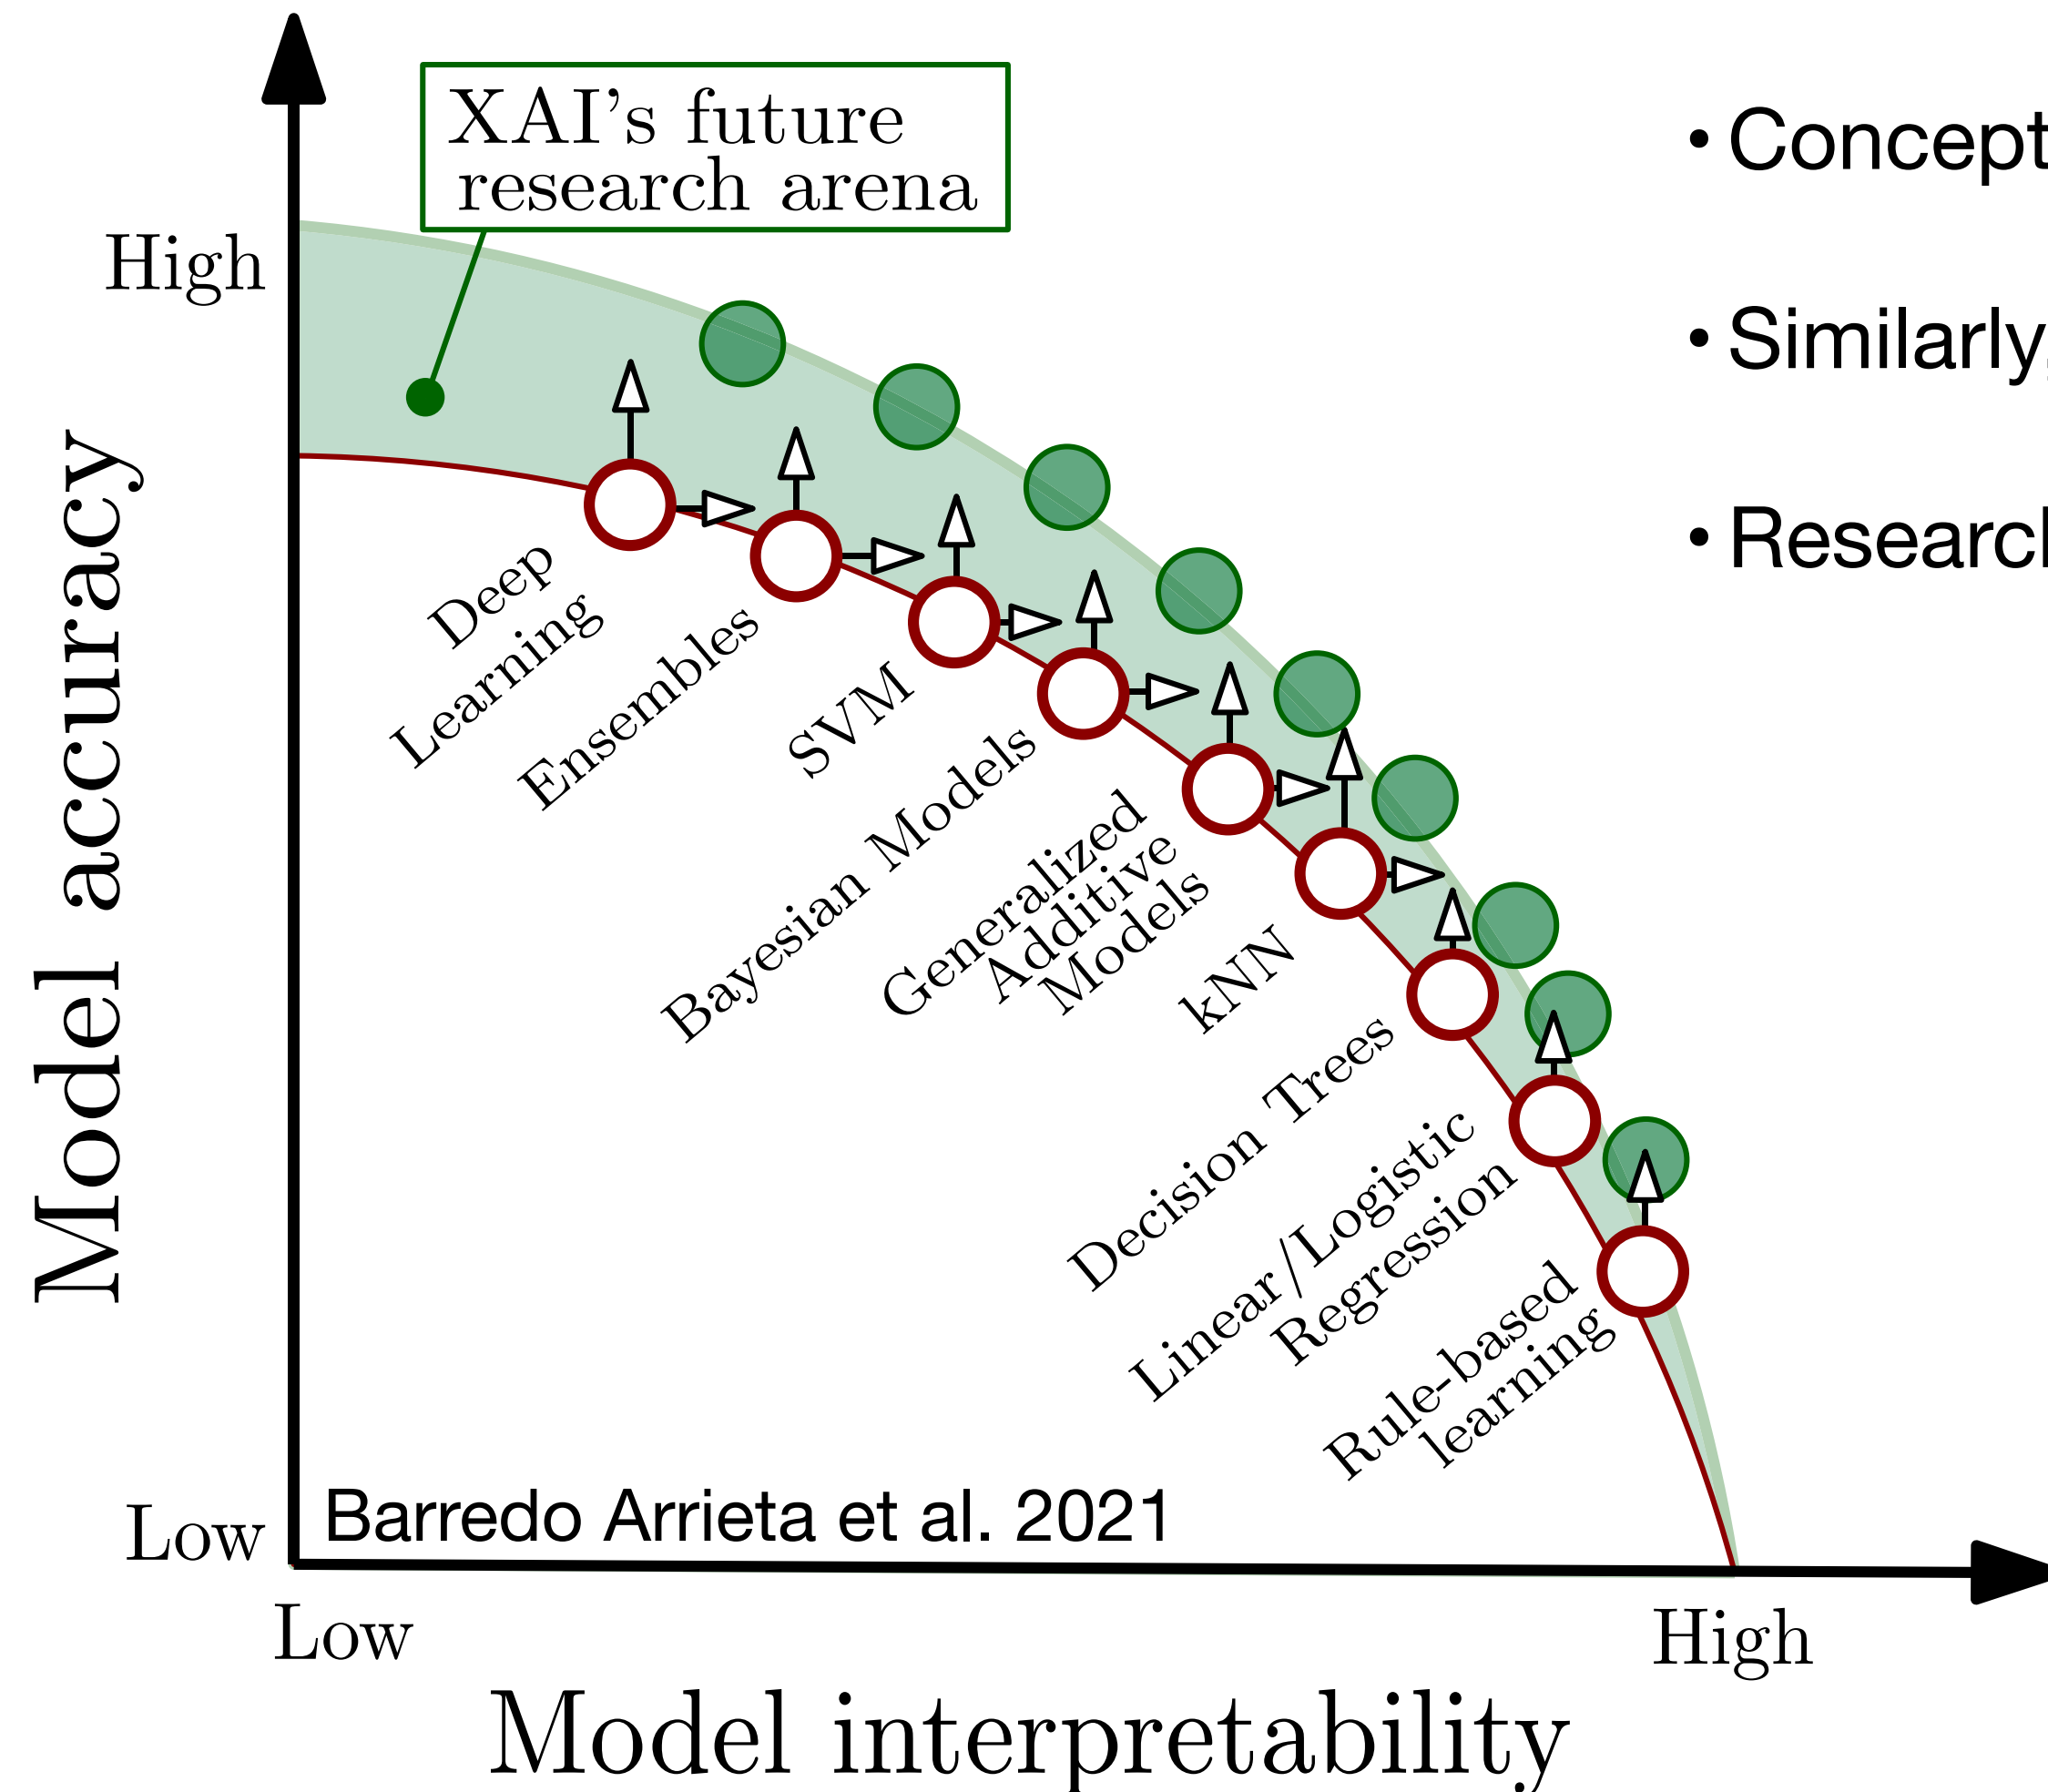 XAI's future
research arena
High
Model accuracy
Deep
Learning
Ensembles
SVM
Bayesian Models
Generalized
Additive
Models
kNN
Decision Trees
Linear/Logistic
Regression
Rule-based
learning
Barredo Arrieta et al. 2021
Low
Low
High
Model interpretability
• Concept
• Similarly,
• Research